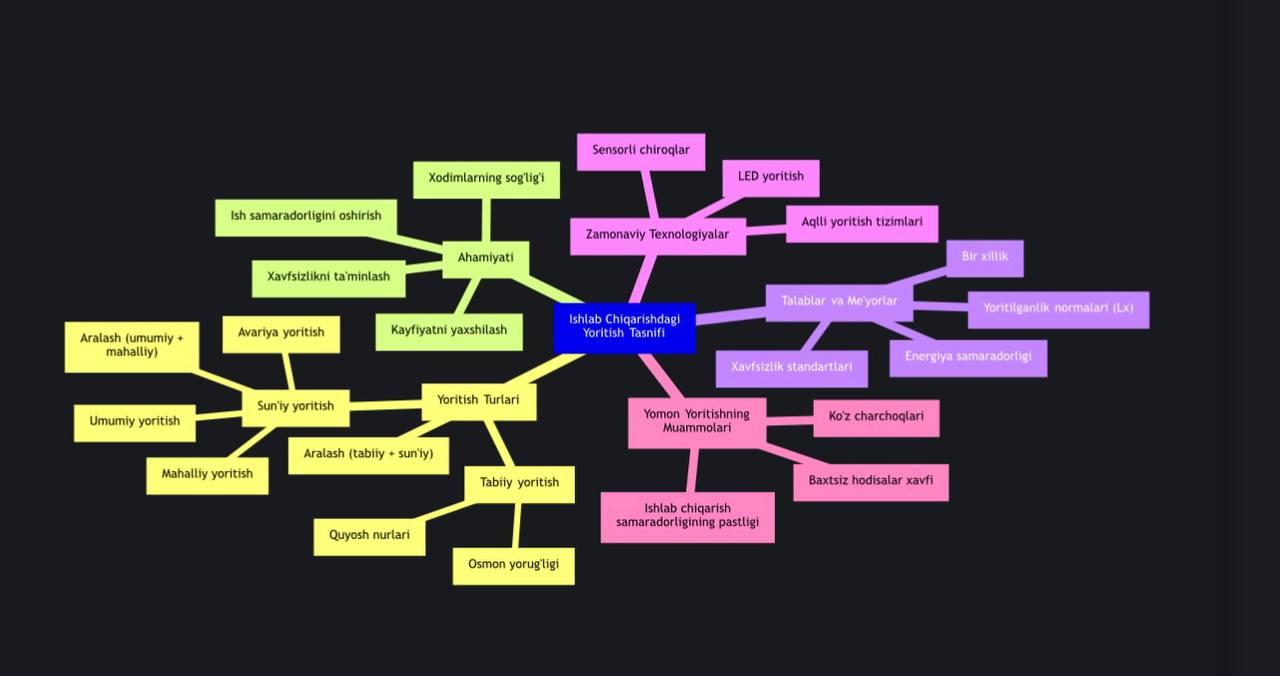 Sensorli chiroqlar
LED yoritish
Xodimlarning sog'lig'i
Ish samaradorligini oshirish
Aqlli yoritish tizimlari
Zamonaviy Texnologiyalar
Ahamiyati
Bir xillik
Xavfsizlikni ta'minlash
Talablar va Me'yorlar
Yoritilganlik normalari (Lx)
Ishlab Chiqarishdagi
Yoritish Tasnifi
Kayfiyatni yaxshilash
Avariya yoritish
Aralash (umumiy +
mahalliy)
Energiya samaradorligi
Xavfsizlik standartlari
Yoritish Turlari
Sun'iy yoritish
Yomon Yoritishning
Muammolari
Ko'z charchoqlari
Umumiy yoritish
Aralash (tabiiy + sun'iy)
Mahalliy yoritish
Tabiiy yoritish
Baxtsiz hodisalar xavfi
Ishlab chiqarish
samaradorligining pastligi
Quyosh nurlari
Osmon yorug'ligi